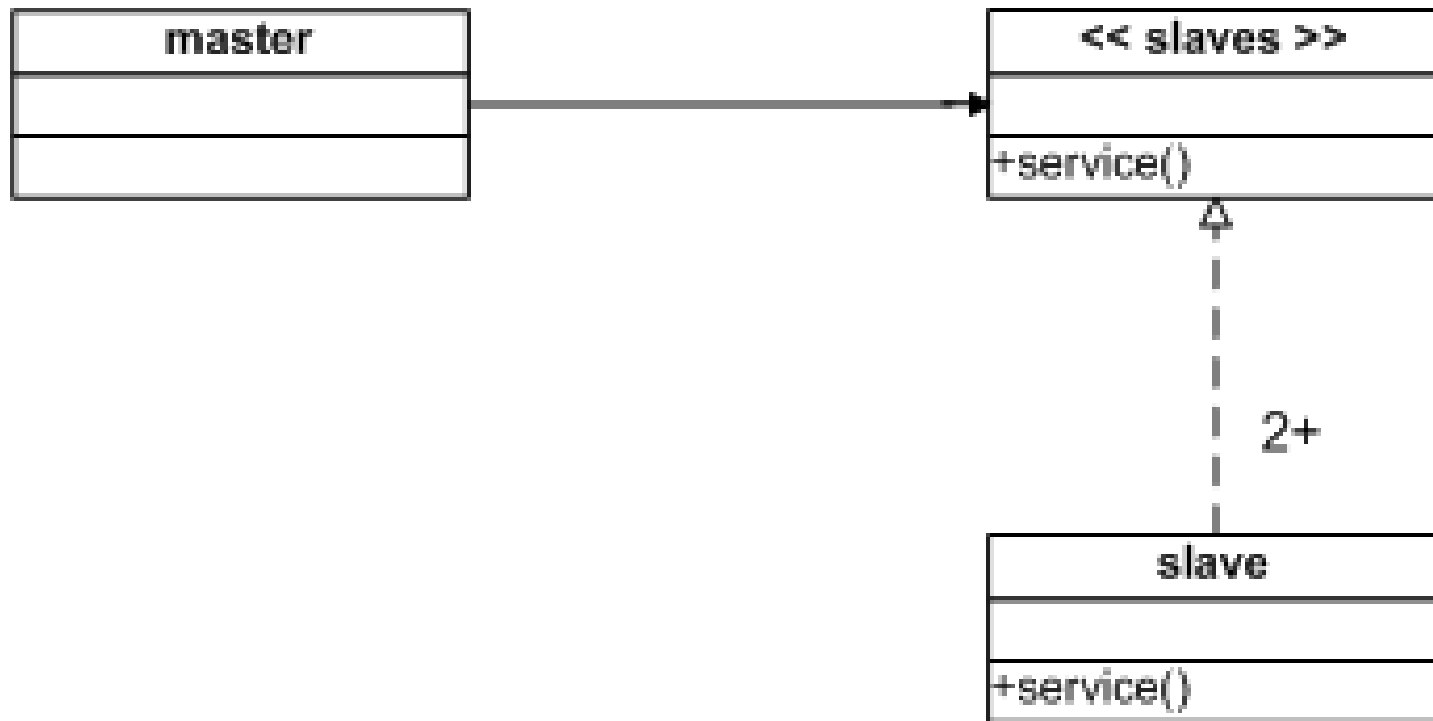 master
<< slaves >>
+service()
2+
slave
+service()